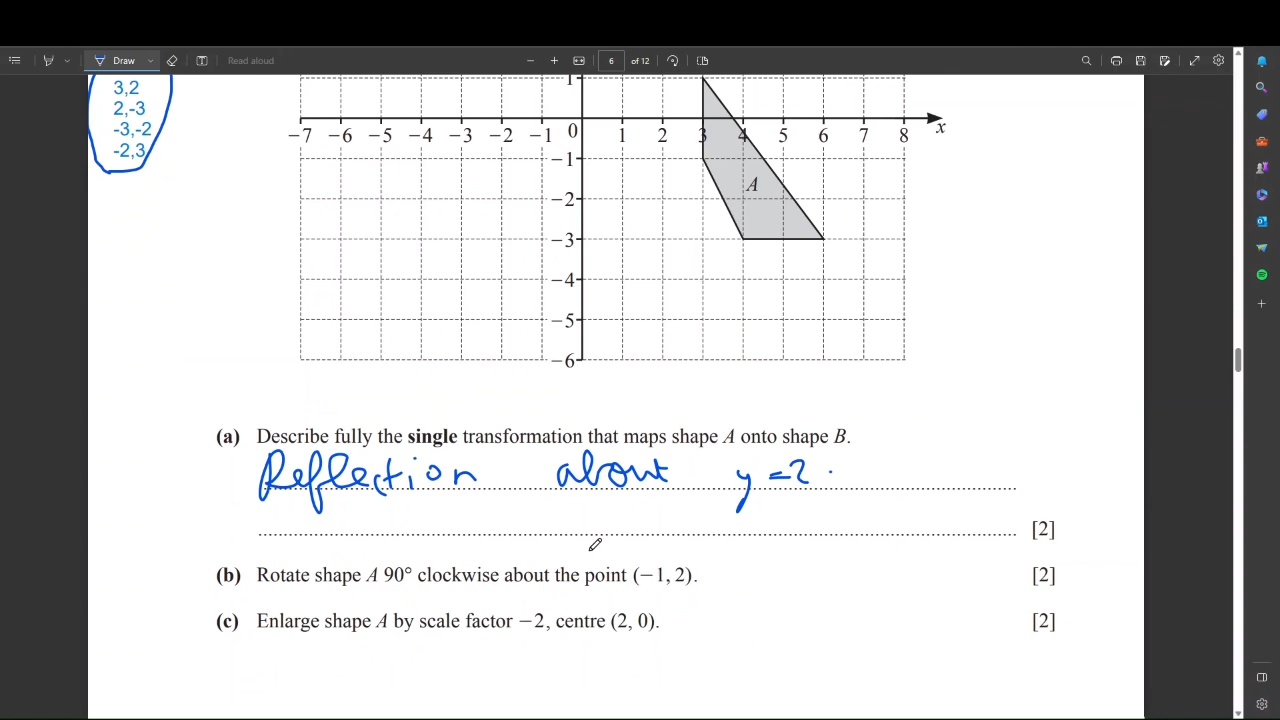 Draw
Read aloud
6 of 12
3,2
2,-3
-3,-2
-2,3
1
−7 −6 −5 −4 −3 −2 −1 0 1 2 3 4 5 6 7 8 x
−1
A
−2
−3
−4
−5
−6
(a) Describe fully the single transformation that maps shape A onto shape B.
Reflection about y=2.
[2]
(b) Rotate shape A 90° clockwise about the point (−1, 2). [2]
(c) Enlarge shape A by scale factor −2, centre (2, 0). [2]